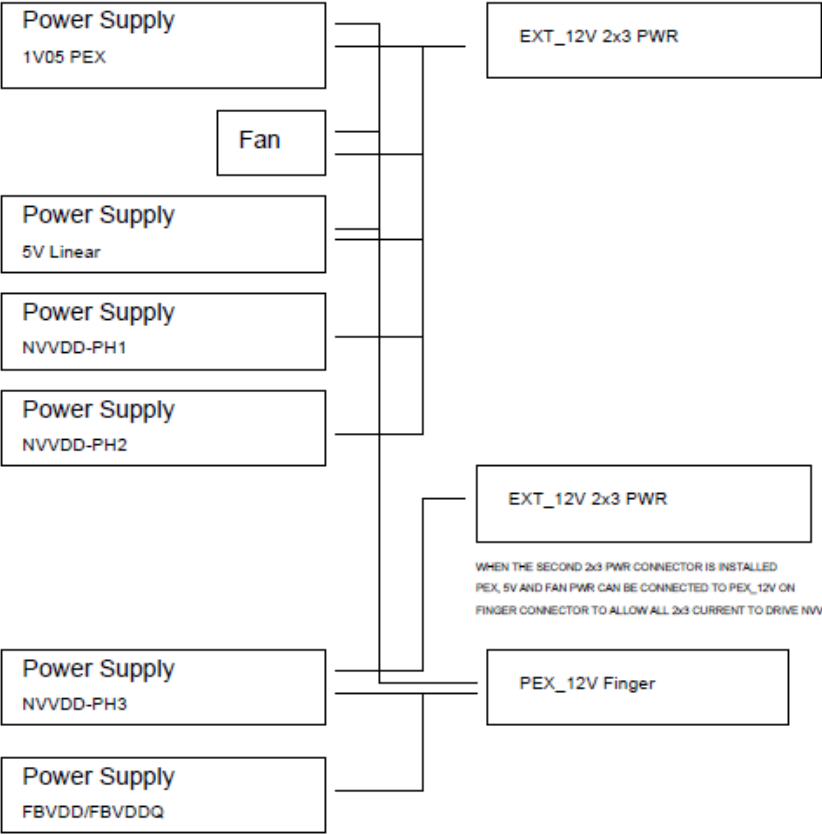 Power Supply
1V05 PEX
EXT_12V 2x3 PWR
Fan
Power Supply
5V Linear
Power Supply
NVVDD-PH1
Power Supply
NVVDD-PH2
EXT_12V 2x3 PWR
WHEN THE SECOND 2x3 PWR CONNECTOR IS INSTALLED
PEX, 5V AND FAN PWR CAN BE CONNECTED TO PEX_12V ON
FINGER CONNECTOR TO ALLOW ALL 2x3 CURRENT TO DRIVE NVV
Power Supply
NVVDD-PH3
PEX_12V Finger
Power Supply
FBVDD/FBVDDQ